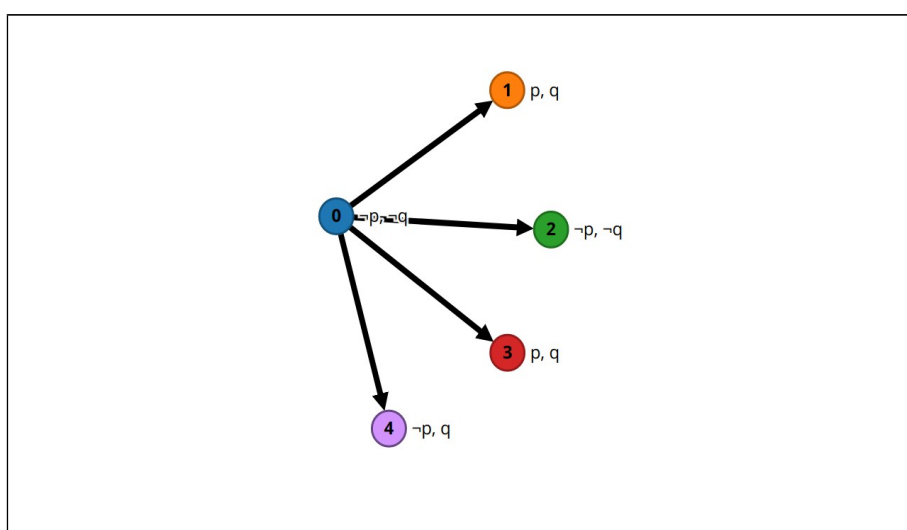 1 p, q
0 ¬p, ¬q
2 ¬p, ¬q
3 p, q
4 ¬p, q